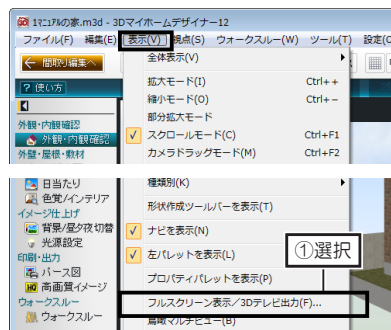 1マニアルの家.m3d - 3Dマイホームデザイナー12
ファイル(F) 編集(E) 表示(V) 視点(S) ウォークスルー(W) ツール(T) 設定(O
間取り編集へ
全体表示(V)
? 使い方
拡大モード(I) Ctrl++
縮小モード(O) Ctrl+-
部分拡大モード
外観・内観確認
外観・内観確認
スクロールモード(C) Ctrl+F1
外壁・屋根・敷材
カメラドラッグモード(M) Ctrl+F2
日当たり
種類別(K)
色覚/インテリア
形状作成ツールバーを表示(T)
イメージ仕上げ
背景/昼夕夜切替
ナビを表示(N)
光源設定
左パレットを表示(L)
①選択
印刷・出力
パース図
プロパティパレットを表示(P)
HQ 高画質イメージ
フルスクリーン表示/3Dテレビ出力(F)...
ウォークスルー
ウォークスルー
鳥瞰マルチビュー(B)